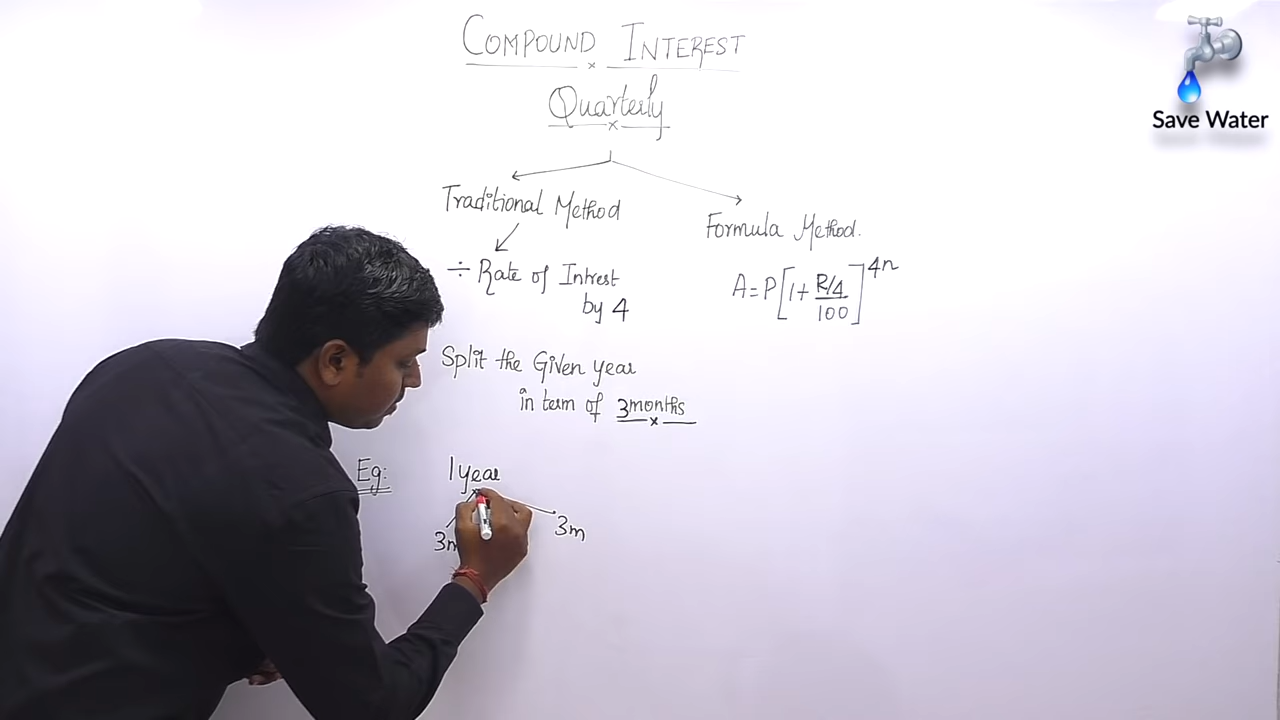 COMPOUND INTEREST
Quarterly
Traditional Method
÷ Rate of Intrest
by 4
Formula Method.
A=P[1+ R/4 / 100]^4n
Split the Given year
in term of 3months
Eg:
1 year
3m
3m
Save Water